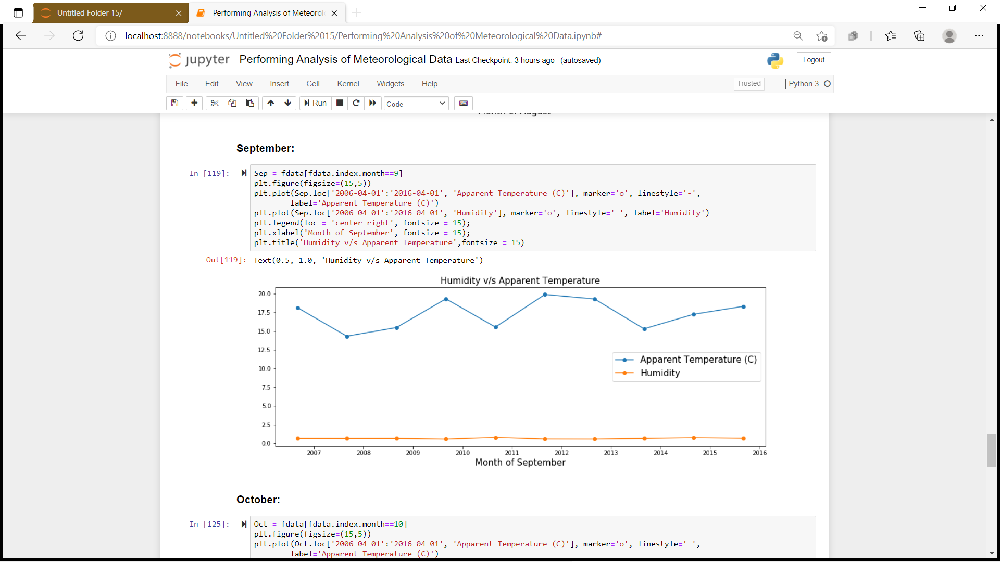 Untitled Folder 15/
Performing Analysis of Meteorol
localhost:8888/notebooks/Untitled%20Folder%2015/Performing%20Analysis%20of%20Meteorological%20Data.ipynb#
jupyter Performing Analysis of Meteorological Data Last Checkpoint: 3 hours ago (autosaved)
Logout
File Edit View Insert Cell Kernel Widgets Help
Trusted
Python 3
Run
Code
Month of August
September:
In [119]:
Sep = fdata[fdata.index.month==9]
plt.figure(figsize=(15,5))
plt.plot(Sep.loc['2006-04-01':'2016-04-01', 'Apparent Temperature (C)'], marker='o', linestyle='-',
label='Apparent Temperature (C)')
plt.plot(Sep.loc['2006-04-01':'2016-04-01', 'Humidity'], marker='o', linestyle='-', label='Humidity')
plt.legend(loc = 'center right', fontsize = 15);
plt.xlabel('Month of September', fontsize = 15);
plt.title('Humidity v/s Apparent Temperature',fontsize = 15)
Out[119]: Text(0.5, 1.0, 'Humidity v/s Apparent Temperature')
Humidity v/s Apparent Temperature
20.0
17.5
15.0
12.5
10.0
7.5
5.0
2.5
0.0
Apparent Temperature (C)
Humidity
2007 2008 2009 2010 2011 2012 2013 2014 2015 2016
Month of September
October:
In [125]:
Oct = fdata[fdata.index.month==10]
plt.figure(figsize=(15,5))
plt.plot(Oct.loc['2006-04-01':'2016-04-01', 'Apparent Temperature (C)'], marker='o', linestyle='-',
label='Apparent Temperature (C)')